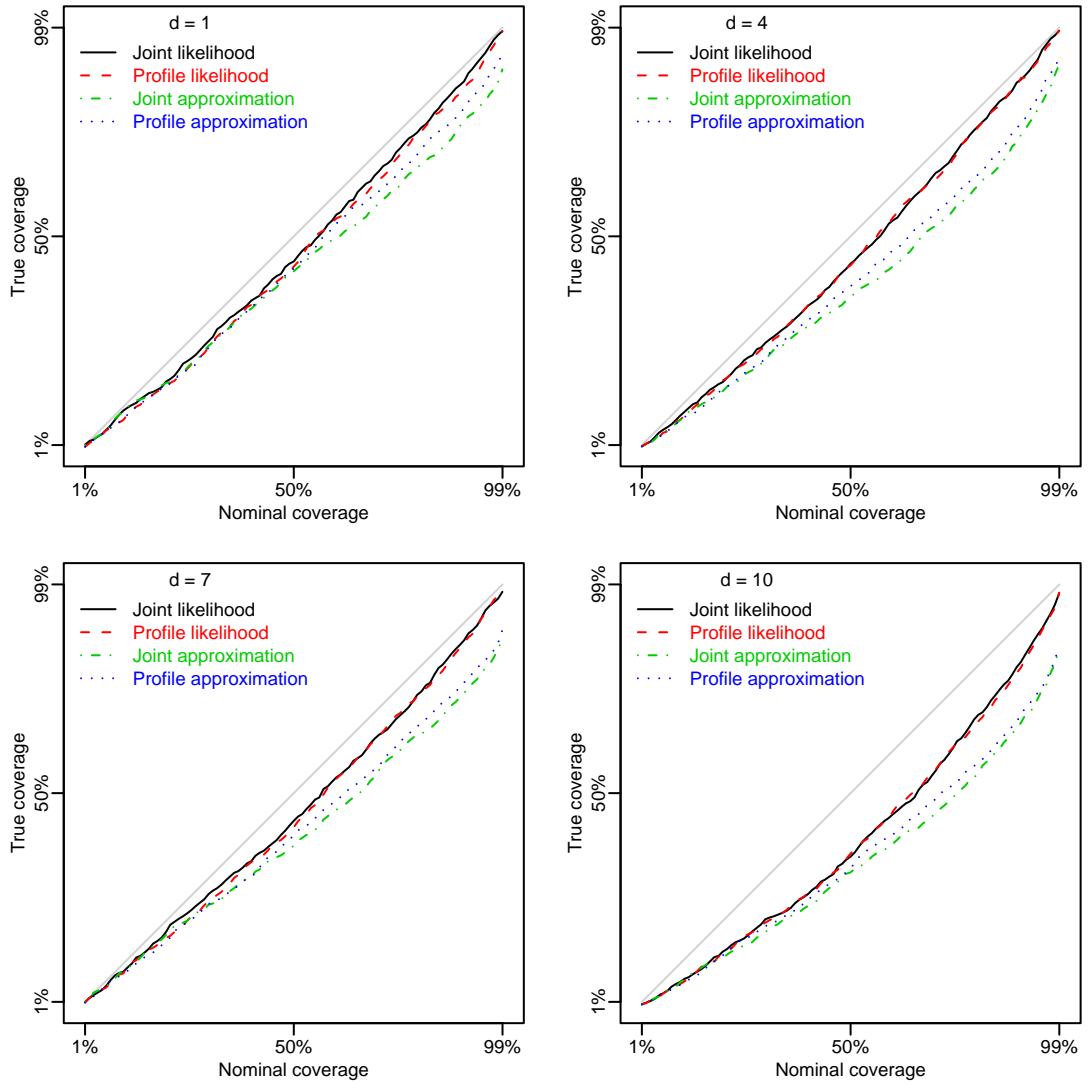 d = 1
Joint likelihood
Profile likelihood
Joint approximation
Profile approximation
99%
50%
1%
True coverage
1%
50%
99%
Nominal coverage
d = 4
Joint likelihood
Profile likelihood
Joint approximation
Profile approximation
99%
50%
1%
True coverage
1%
50%
99%
Nominal coverage
d = 7
Joint likelihood
Profile likelihood
Joint approximation
Profile approximation
99%
50%
1%
True coverage
1%
50%
99%
Nominal coverage
d = 10
Joint likelihood
Profile likelihood
Joint approximation
Profile approximation
99%
50%
1%
True coverage
1%
50%
99%
Nominal coverage